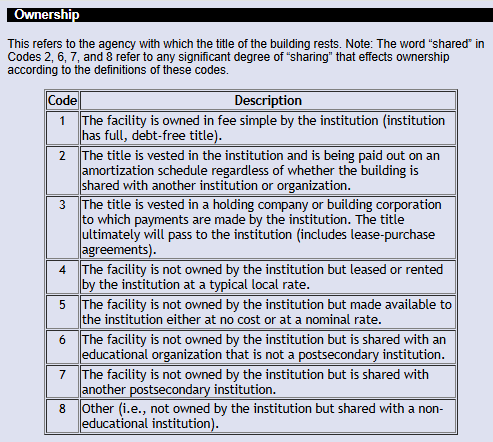 Ownership
This refers to the agency with which the title of the building rests. Note: The word “shared” in
Codes 2, 6, 7, and 8 refer to any significant degree of “sharing” that effects ownership
according to the definitions of these codes.
Code Description
1 The facility is owned in fee simple by the institution (institution
has full, debt-free title).
2 The title is vested in the institution and is being paid out on an
amortization schedule regardless of whether the building is
shared with another institution or organization.
3 The title is vested in a holding company or building corporation
to which payments are made by the institution. The title
ultimately will pass to the institution (includes lease-purchase
agreements).
4 The facility is not owned by the institution but leased or rented
by the institution at a typical local rate.
5 The facility is not owned by the institution but made available to
the institution either at no cost or at a nominal rate.
6 The facility is not owned by the institution but is shared with an
educational organization that is not a postsecondary institution.
7 The facility is not owned by the institution but is shared with
another postsecondary institution.
8 Other (i.e., not owned by the institution but shared with a non-
educational institution).